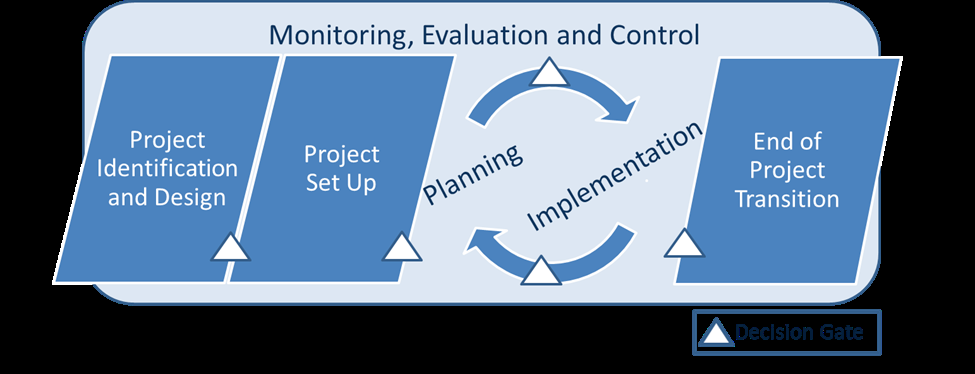 Monitoring, Evaluation and Control
Project
Identification
and Design
Project
Set Up
Planning
Implementation
End of
Project
Transition
Decision Gate